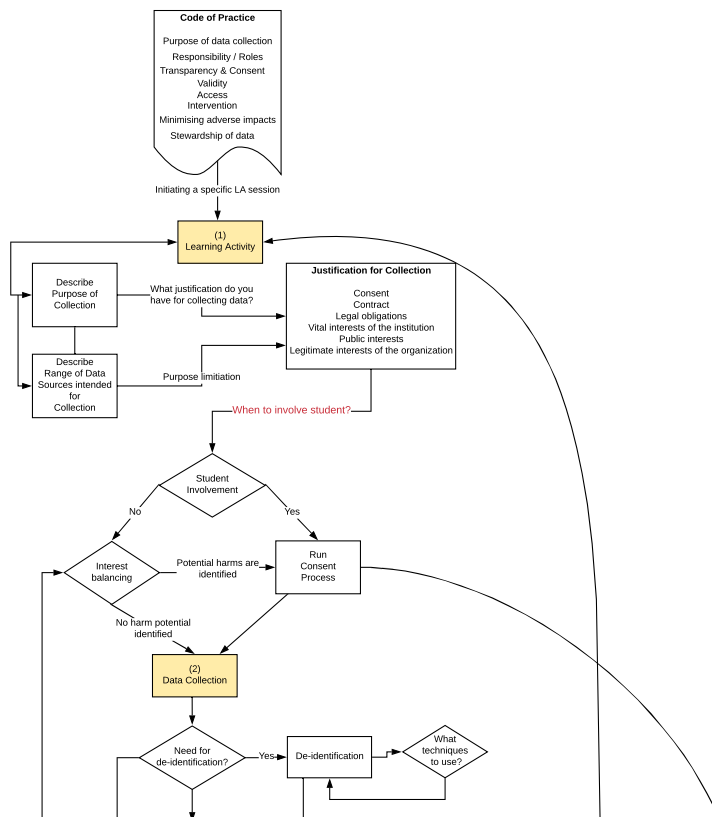 Code of Practice
Purpose of data collection
Responsibility / Roles
Transparency & Consent
Validity
Access
Intervention
Minimising adverse impacts
Stewardship of data
Initiating a specific LA session
(1)
Learning Activity
Describe
Purpose of
Collection
What justification do you
have for collecting data?
Justification for Collection
Consent
Contract
Legal obligations
Vital interests of the institution
Public interests
Legitimate interests of the organization
Describe
Range of Data
Sources intended
for
Collection
Purpose limitiation
When to involve student?
Student
Involvement
No
Yes
Interest
balancing
Potential harms are
identified
Run
Consent
Process
No harm potential
identified
(2)
Data Collection
Need for
de-identification?
Yes
De-identification
What
techniques
to use?